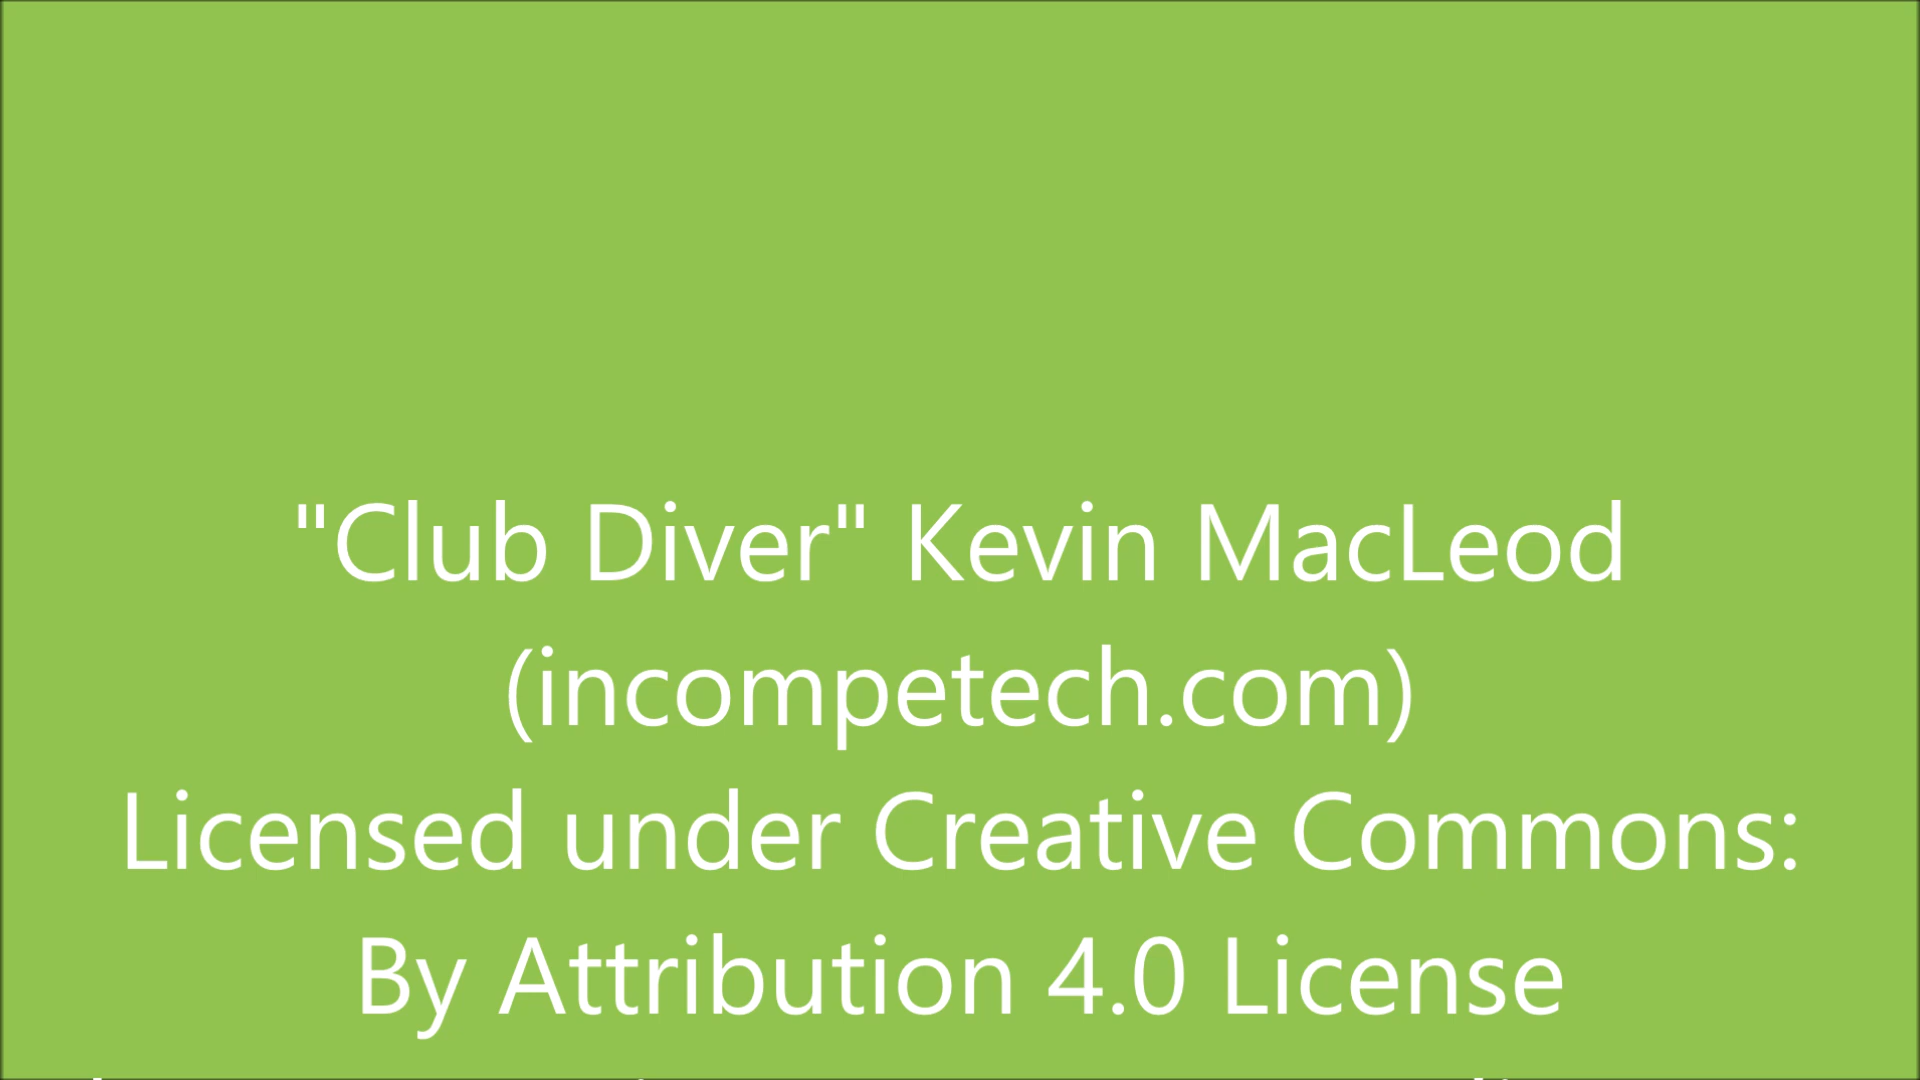 "Club Diver" Kevin MacLeod
(incompetech.com)
Licensed under Creative Commons:
By Attribution 4.0 License